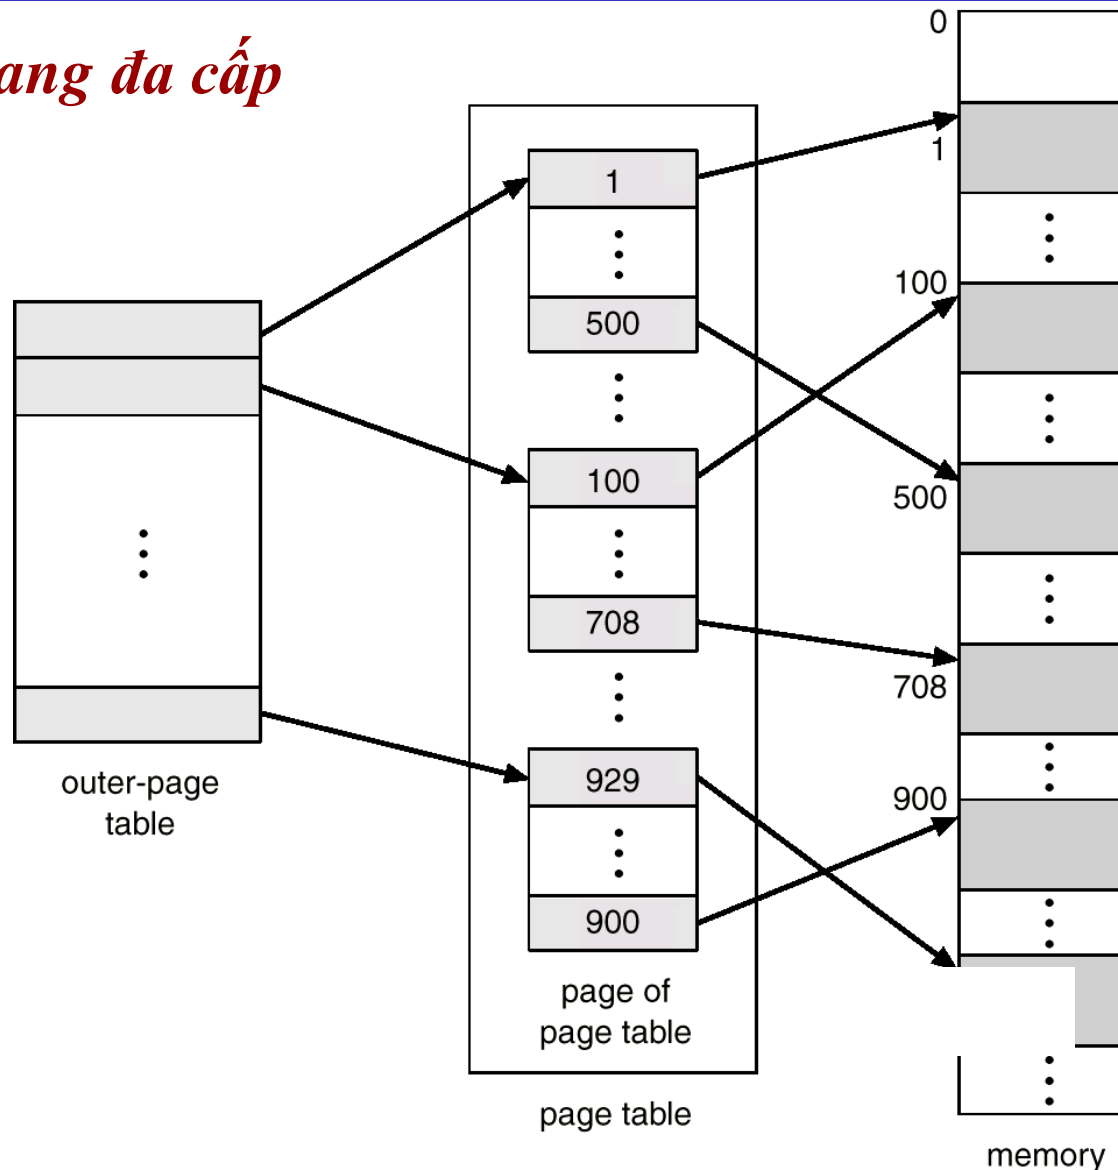 ang đa cấp
0
1
100
500
708
900
1
500
100
708
929
900
outer-page
table
page of
page table
page table
memory